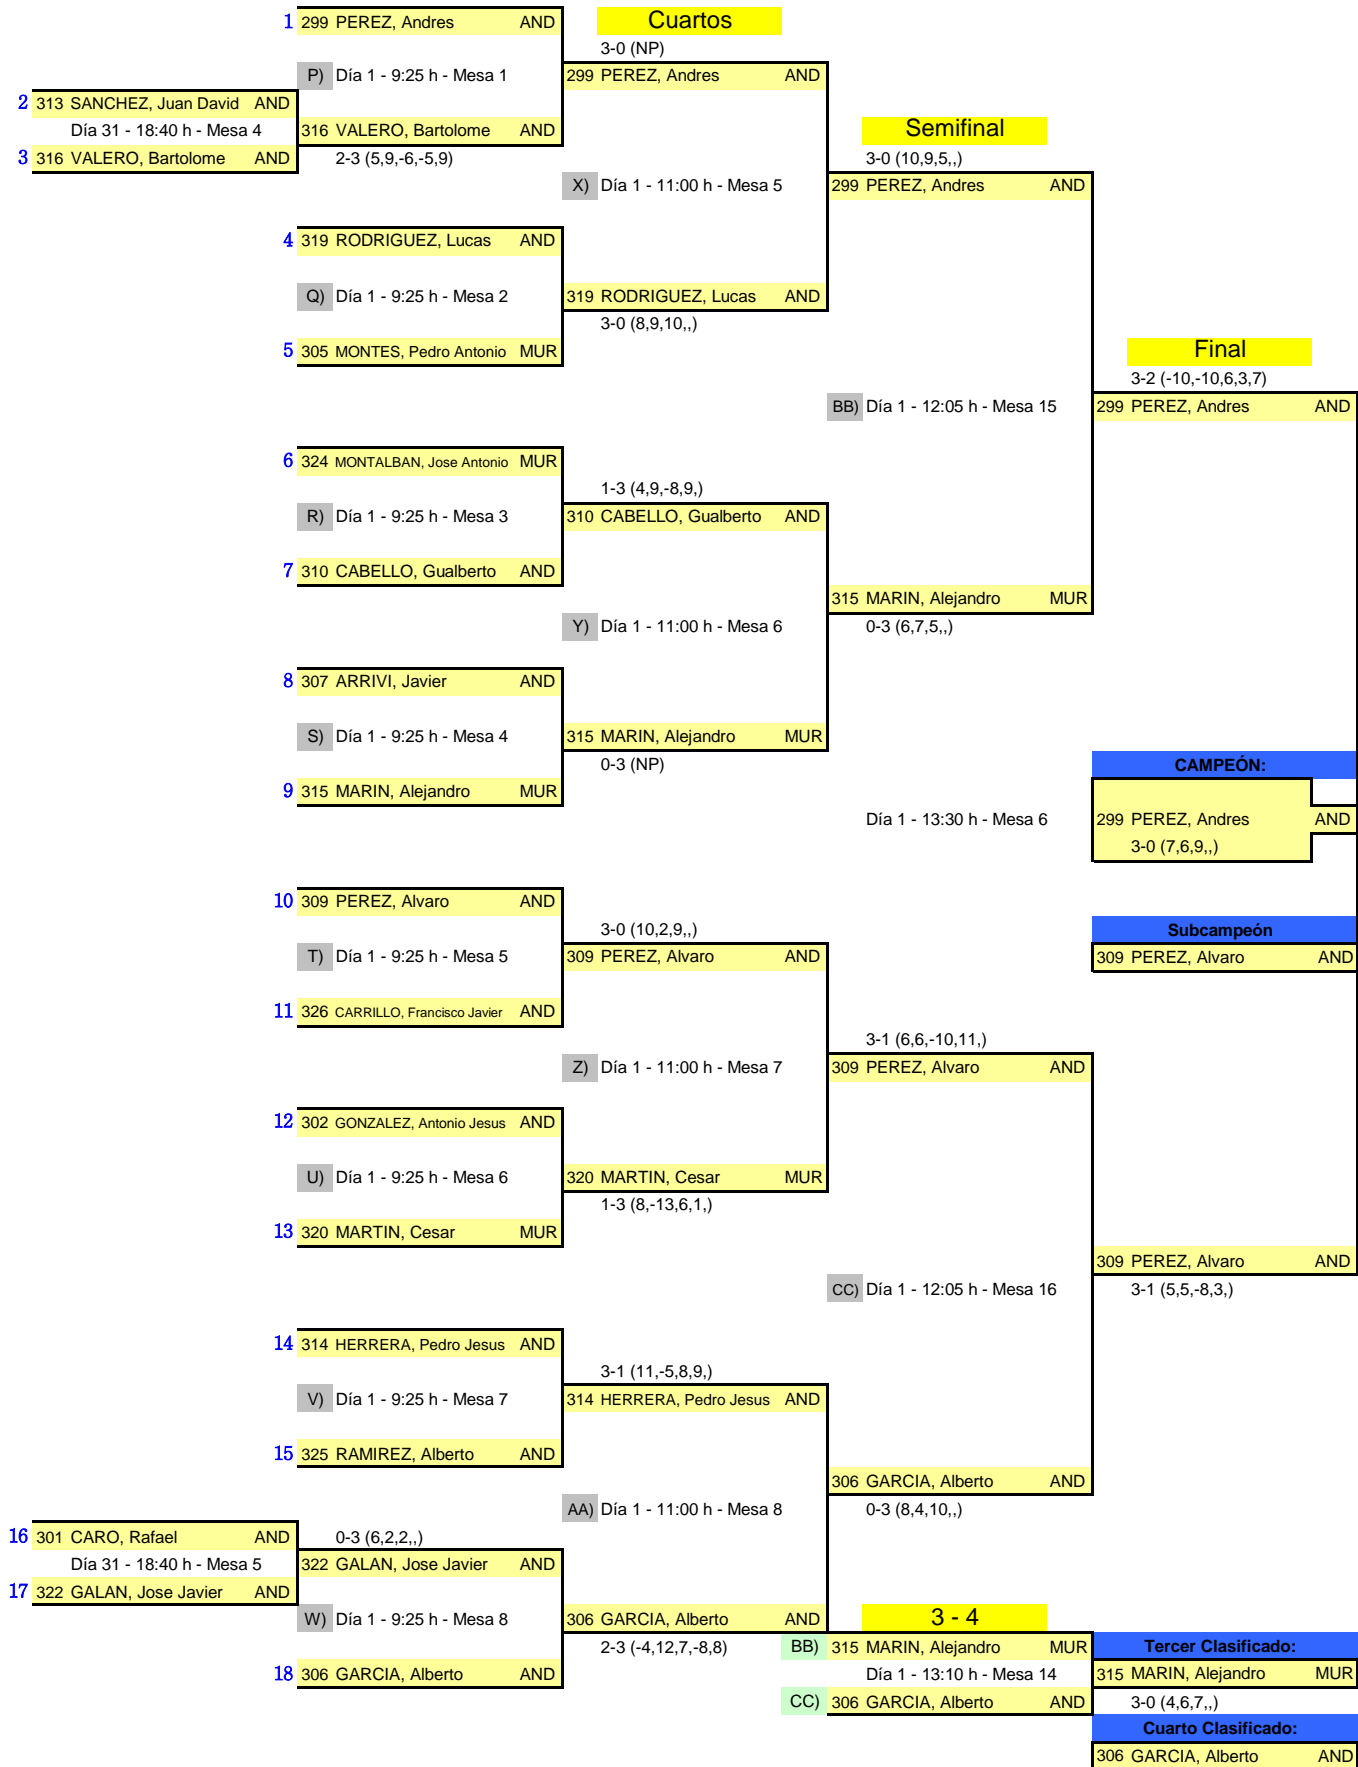 1 299 PEREZ, Andres AND
Cuartos
3-0 (NP)
P) Día 1 - 9:25 h - Mesa 1
299 PEREZ, Andres AND
2 313 SANCHEZ, Juan David AND
Día 31 - 18:40 h - Mesa 4
316 VALERO, Bartolome AND
Semifinal
3 316 VALERO, Bartolome AND
2-3 (5,9,-6,-5,9)
3-0 (10,9,5,,)
X) Día 1 - 11:00 h - Mesa 5
299 PEREZ, Andres AND
4 319 RODRIGUEZ, Lucas AND
Q) Día 1 - 9:25 h - Mesa 2
319 RODRIGUEZ, Lucas AND
3-0 (8,9,10,,)
5 305 MONTES, Pedro Antonio MUR
Final
3-2 (-10,-10,6,3,7)
BB) Día 1 - 12:05 h - Mesa 15
299 PEREZ, Andres AND
6 324 MONTALBAN, Jose Antonio MUR
1-3 (4,9,-8,9,)
R) Día 1 - 9:25 h - Mesa 3
310 CABELLO, Gualberto AND
7 310 CABELLO, Gualberto AND
315 MARIN, Alejandro MUR
Y) Día 1 - 11:00 h - Mesa 6
0-3 (6,7,5,,)
8 307 ARRIVI, Javier AND
S) Día 1 - 9:25 h - Mesa 4
315 MARIN, Alejandro MUR
0-3 (NP)
CAMPEÓN:
9 315 MARIN, Alejandro MUR
Día 1 - 13:30 h - Mesa 6
299 PEREZ, Andres AND
3-0 (7,6,9,,)
10 309 PEREZ, Alvaro AND
3-0 (10,2,9,,)
Subcampeón
T) Día 1 - 9:25 h - Mesa 5
309 PEREZ, Alvaro AND
309 PEREZ, Alvaro AND
11 326 CARRILLO, Francisco Javier AND
3-1 (6,6,-10,11,)
Z) Día 1 - 11:00 h - Mesa 7
309 PEREZ, Alvaro AND
12 302 GONZALEZ, Antonio Jesus AND
U) Día 1 - 9:25 h - Mesa 6
320 MARTIN, Cesar MUR
1-3 (8,-13,6,1,)
13 320 MARTIN, Cesar MUR
309 PEREZ, Alvaro AND
CC) Día 1 - 12:05 h - Mesa 16
3-1 (5,5,-8,3,)
14 314 HERRERA, Pedro Jesus AND
3-1 (11,-5,8,9,)
V) Día 1 - 9:25 h - Mesa 7
314 HERRERA, Pedro Jesus AND
15 325 RAMIREZ, Alberto AND
306 GARCIA, Alberto AND
AA) Día 1 - 11:00 h - Mesa 8
0-3 (8,4,10,,)
16 301 CARO, Rafael AND
0-3 (6,2,2,,)
Día 31 - 18:40 h - Mesa 5
322 GALAN, Jose Javier AND
17 322 GALAN, Jose Javier AND
W) Día 1 - 9:25 h - Mesa 8
306 GARCIA, Alberto AND
3 - 4
2-3 (-4,12,7,-8,8)
BB) 315 MARIN, Alejandro MUR
Tercer Clasificado:
18 306 GARCIA, Alberto AND
Día 1 - 13:10 h - Mesa 14
315 MARIN, Alejandro MUR
CC) 306 GARCIA, Alberto AND
3-0 (4,6,7,,)
Cuarto Clasificado:
306 GARCIA, Alberto AND